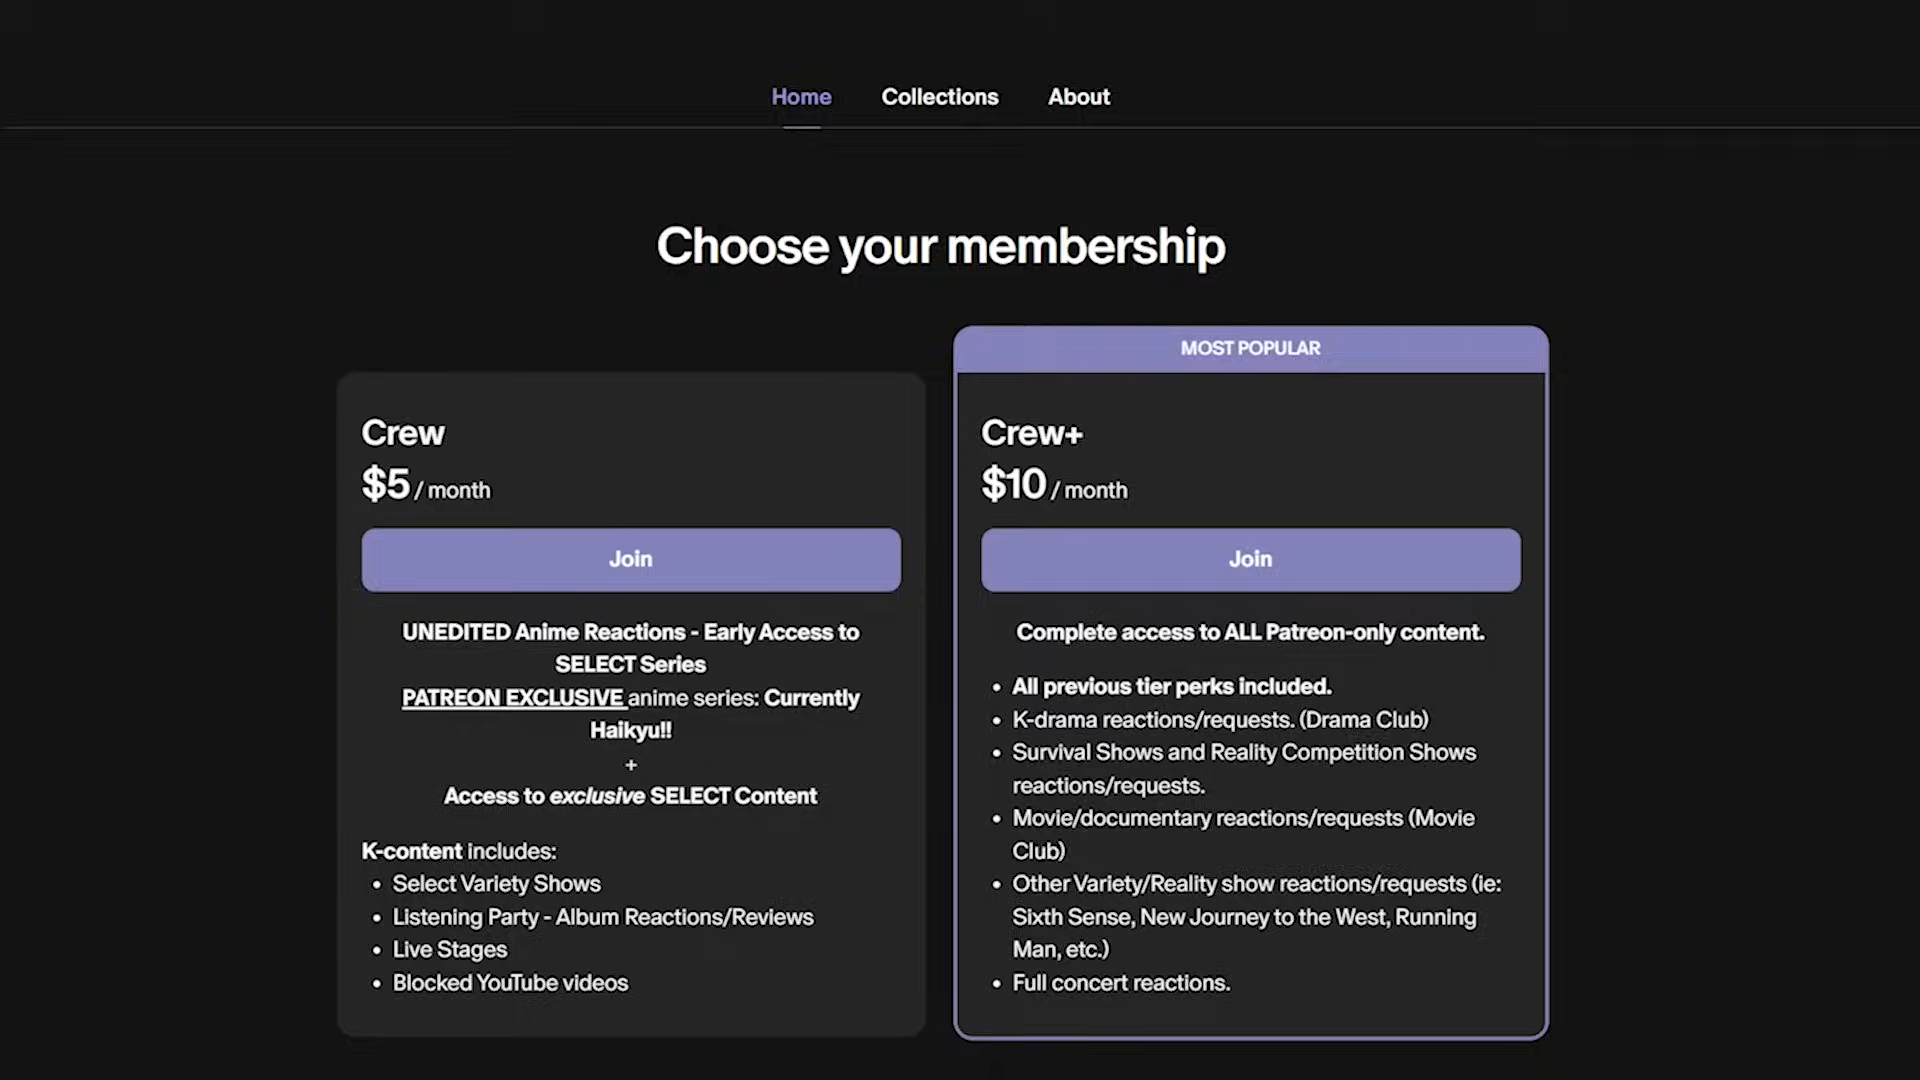 Home Collections About
Choose your membership
Crew
$5 / month
Join
UNEDITED Anime Reactions - Early Access to
SELECT Series
PATREON EXCLUSIVE anime series: Currently
Haikyu!!
+
Access to exclusive SELECT Content
K-content includes:
• Select Variety Shows
• Listening Party - Album Reactions/Reviews
• Live Stages
• Blocked YouTube videos
MOST POPULAR
Crew+
$10 / month
Join
Complete access to ALL Patreon-only content.
• All previous tier perks included.
• K-drama reactions/requests. (Drama Club)
• Survival Shows and Reality Competition Shows
reactions/requests.
• Movie/documentary reactions/requests (Movie
Club)
• Other Variety/Reality show reactions/requests (ie:
Sixth Sense, New Journey to the West, Running
Man, etc.)
• Full concert reactions.